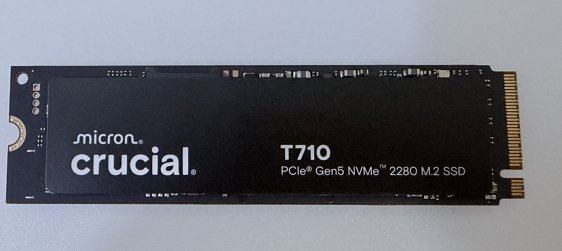 micron®
crucial®
T710
PCIe® Gen5 NVMe™ 2280 M.2 SSD